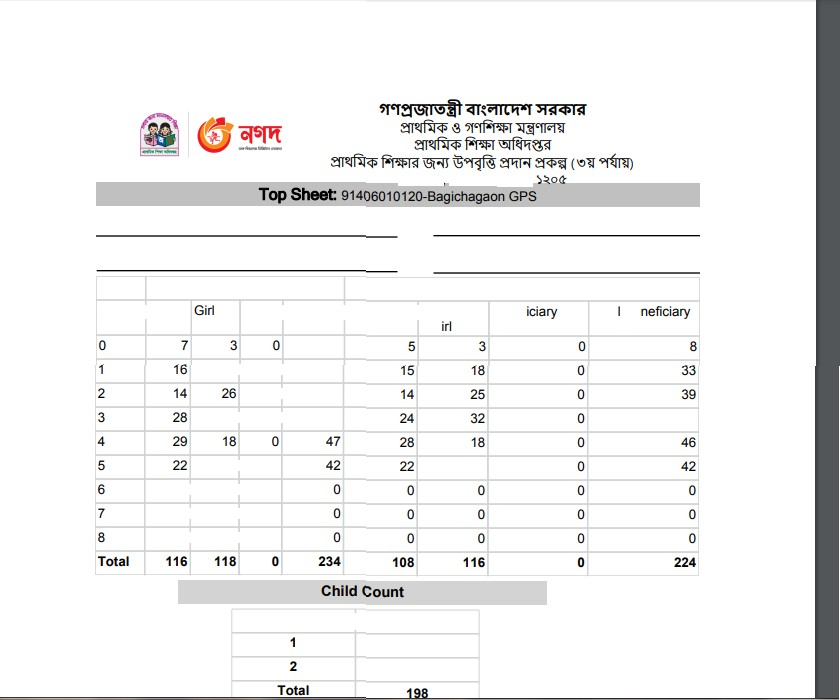 গণপ্রজাতন্ত্রী বাংলাদেশ সরকার
প্রাথমিক ও গণশিক্ষা মন্ত্রণালয়
প্রাথমিক শিক্ষা অধিদপ্তর
প্রাথমিক শিক্ষার জন্য উপবৃত্তি প্রদান প্রকল্প (৩য় পর্যায়)
নগদ
১২০৫
Top Sheet: 91406010120-Bagichagaon GPS
Girl irl iciary I neficiary
0 7 3 0 5 3 0 8
1 16 15 18 0 33
2 14 26 14 25 0 39
3 28 24 32 0
4 29 18 0 47 28 18 0 46
5 22 42 22 0 42
6 0 0 0 0 0
7 0 0 0 0 0
8 0 0 0 0 0
Total 116 118 0 234 108 116 0 224
Child Count
1
2
Total 198